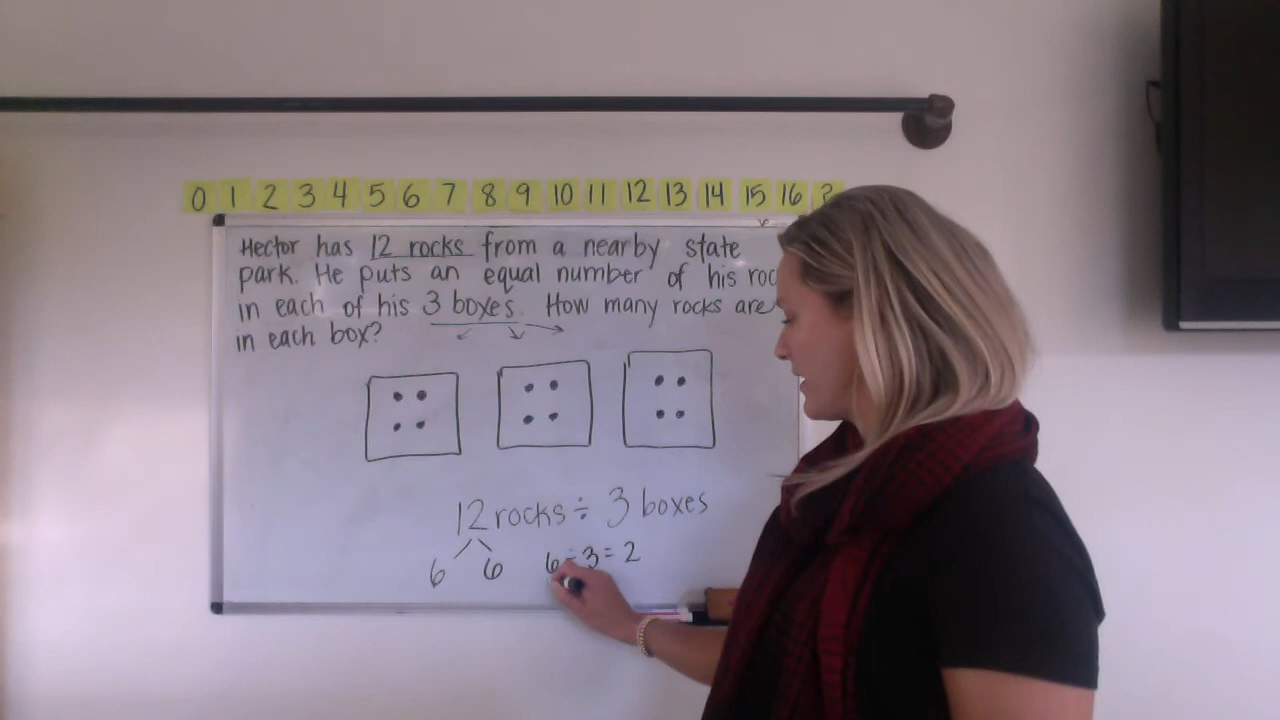 0 1 2 3 4 5 6 7 8 9 10 11 12 13 14 15 16
Hector has 12 rocks from a nearby state
park. He puts an equal number of his
in each of his 3 boxes. How many rocks are
in each box?
12 rocks ÷ 3 boxes
6 6 6 ÷ 3 = 2